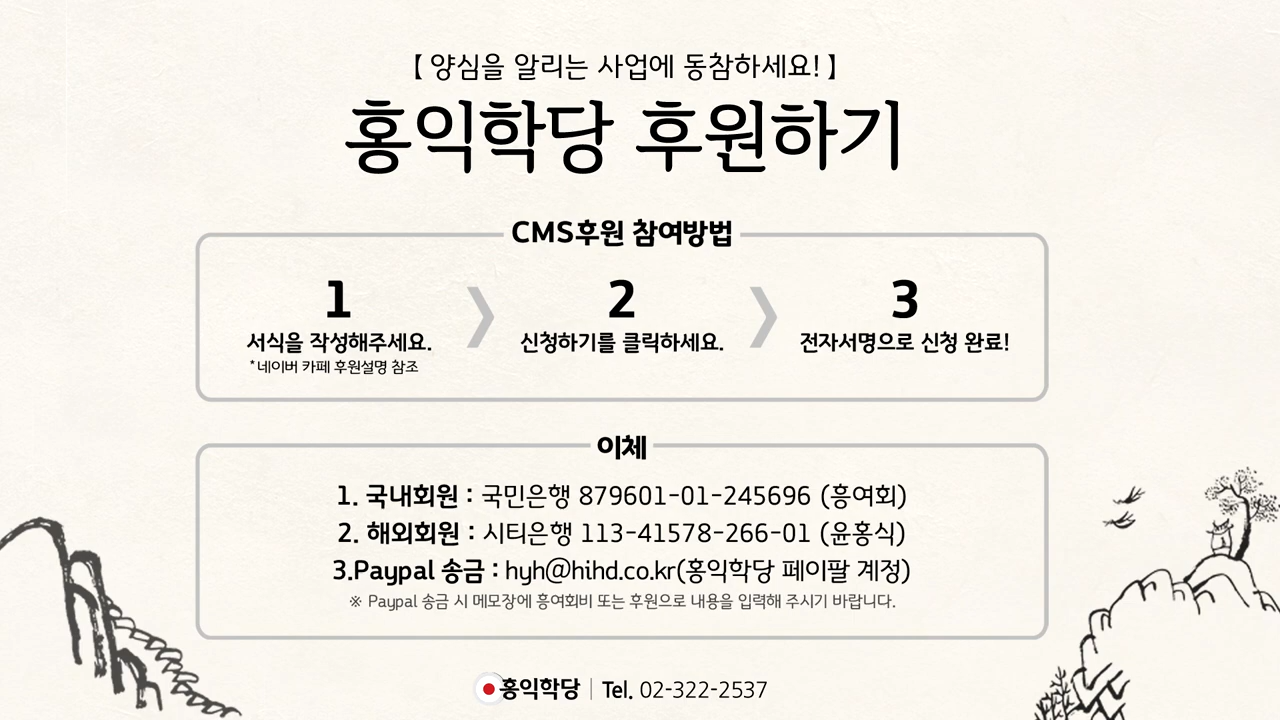 【 양심을 알리는 사업에 동참하세요! 】
홍익학당 후원하기
CMS후원 참여방법
1
서식을 작성해주세요.
*네이버 카페 후원설명 참조
2
신청하기를 클릭하세요.
3
전자서명으로 신청 완료!
이체
1. 국내회원 : 국민은행 879601-01-245696 (흥여회)
2. 해외회원 : 시티은행 113-41578-266-01 (윤홍식)
3.Paypal 송금 : hyh@hihd.co.kr(홍익학당 페이팔 계정)
※ Paypal 송금 시 메모장에 흥여회비 또는 후원으로 내용을 입력해 주시기 바랍니다.
홍익학당 | Tel. 02-322-2537